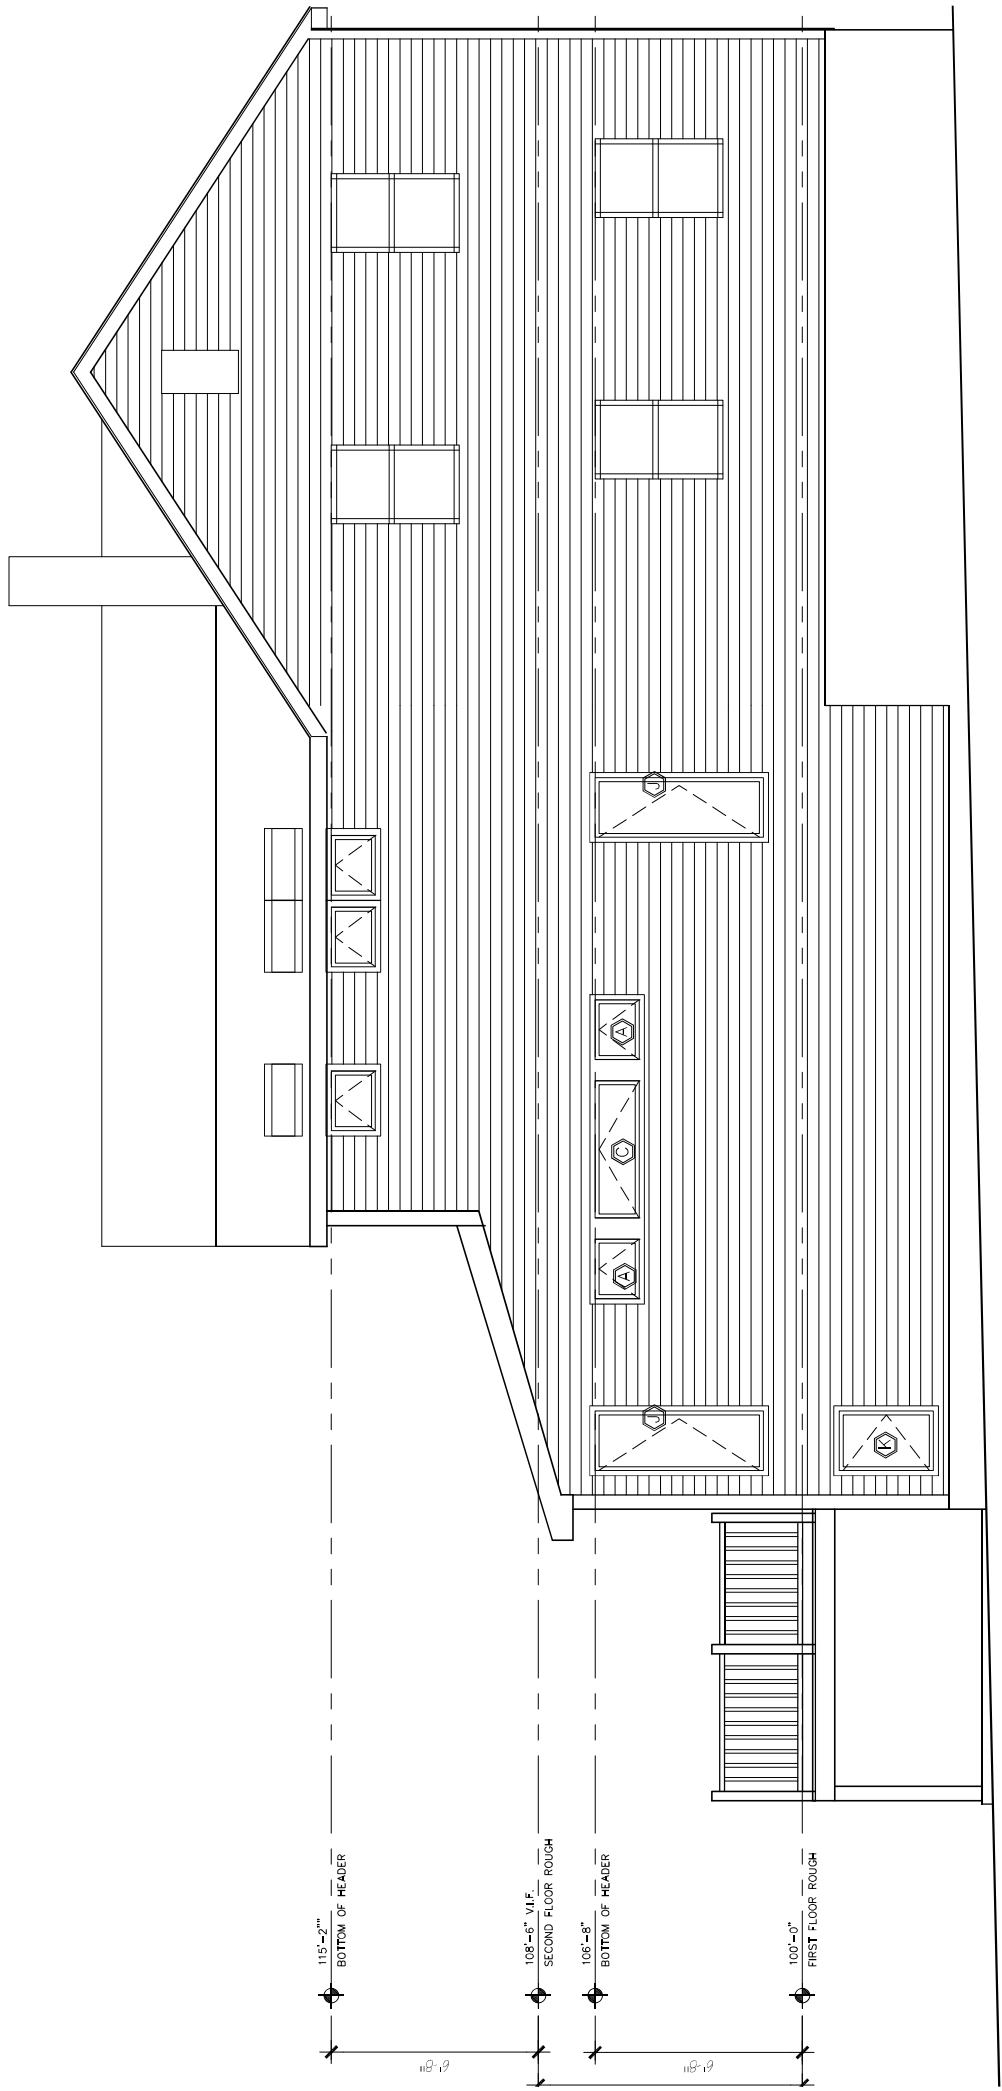 115'-2""
BOTTOM OF HEADER
108'-6" V.I.F.
SECOND FLOOR ROUGH
106'-8"
BOTTOM OF HEADER
100'-0"
FIRST FLOOR ROUGH
6'-8"
6'-8"
J
A
C
A
J
K